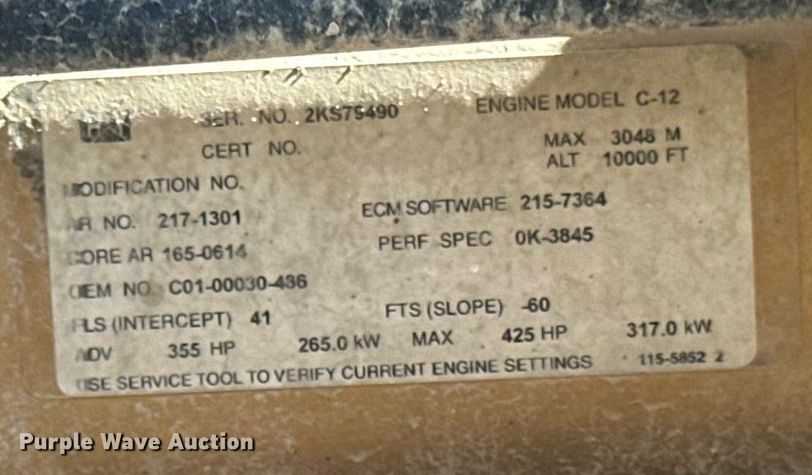 SER. NO. 2KS75490 ENGINE MODEL C-12
CERT NO. MAX 3048 M
ALT 10000 FT
MODIFICATION NO.
AR NO. 217-1301 ECM SOFTWARE 215-7364
CORE AR 165-0614 PERF SPEC 0K-3845
OEM NO. C01-00030-436
FLS (INTERCEPT) 41 FTS (SLOPE) -60
ADV 355 HP 265.0 kW MAX 425 HP 317.0 kW
USE SERVICE TOOL TO VERIFY CURRENT ENGINE SETTINGS 115-5852 2
Purple Wave Auction